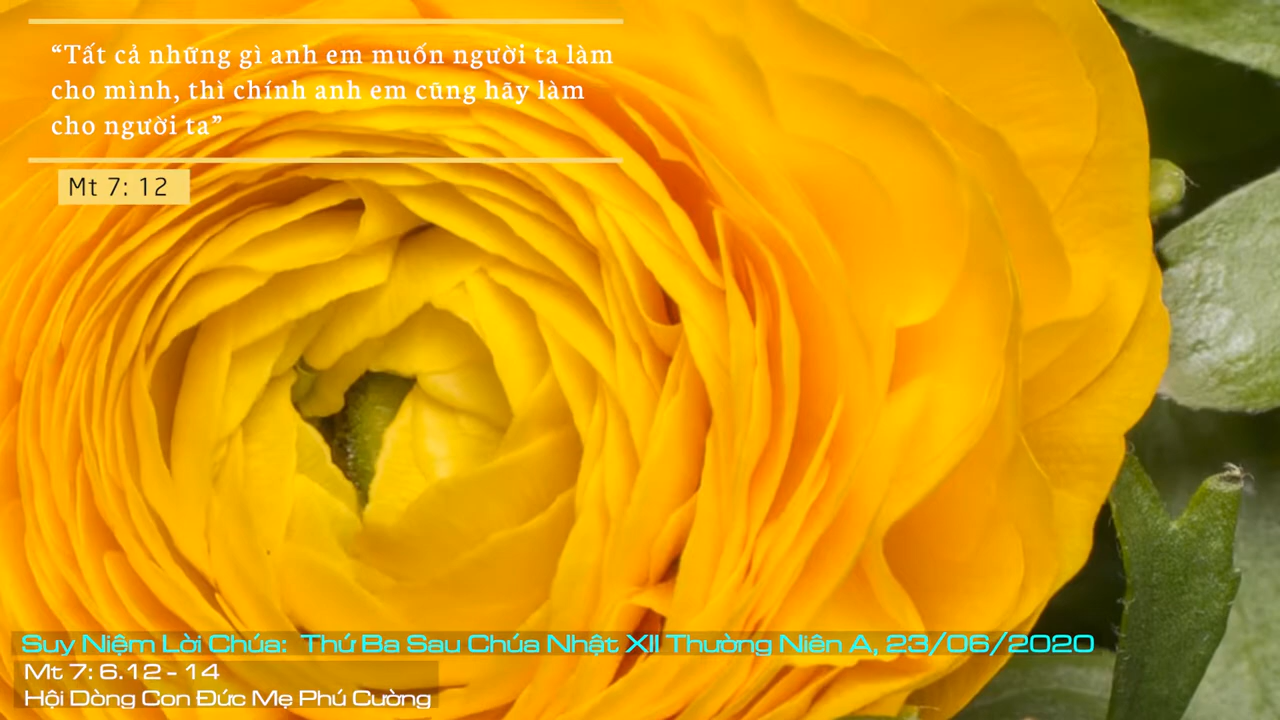 “Tất cả những gì anh em muốn người ta làm
cho mình, thì chính anh em cũng hãy làm
cho người ta”
Mt 7: 12
Suy Niệm Lời Chúa: Thứ Ba Sau Chúa Nhật XII Thường Niên A, 23/06/2020
Mt 7: 6.12 - 14
Hội Dòng Con Đức Mẹ Phú Cường